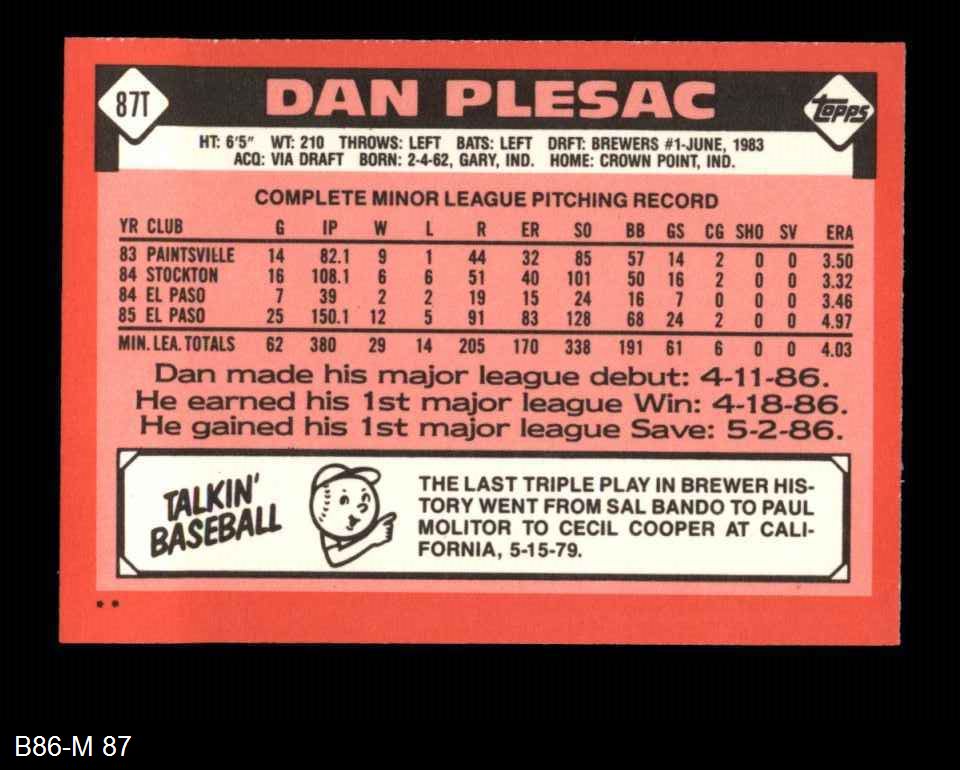 87T
DAN PLESAC
Topps
HT: 6'5" WT: 210 THROWS: LEFT BATS: LEFT DRFT: BREWERS #1-JUNE, 1983
ACQ: VIA DRAFT BORN: 2-4-62, GARY, IND. HOME: CROWN POINT, IND.
COMPLETE MINOR LEAGUE PITCHING RECORD
YR CLUB G IP W L R ER SO BB GS CG SHO SV ERA
83 PAINTSVILLE 14 82.1 9 1 44 32 85 57 14 2 0 0 3.50
84 STOCKTON 16 108.1 6 6 51 40 101 50 16 2 0 0 3.32
84 EL PASO 7 39 2 2 19 15 24 16 7 0 0 0 3.46
85 EL PASO 25 150.1 12 5 91 83 128 68 24 2 0 0 4.97
MIN. LEA. TOTALS 62 380 29 14 205 170 338 191 61 6 0 0 4.03
Dan made his major league debut: 4-11-86.
He earned his 1st major league Win: 4-18-86.
He gained his 1st major league Save: 5-2-86.
TALKIN'
BASEBALL
THE LAST TRIPLE PLAY IN BREWER HIS-
TORY WENT FROM SAL BANDO TO PAUL
MOLITOR TO CECIL COOPER AT CALI-
FORNIA, 5-15-79.
**
B86-M 87